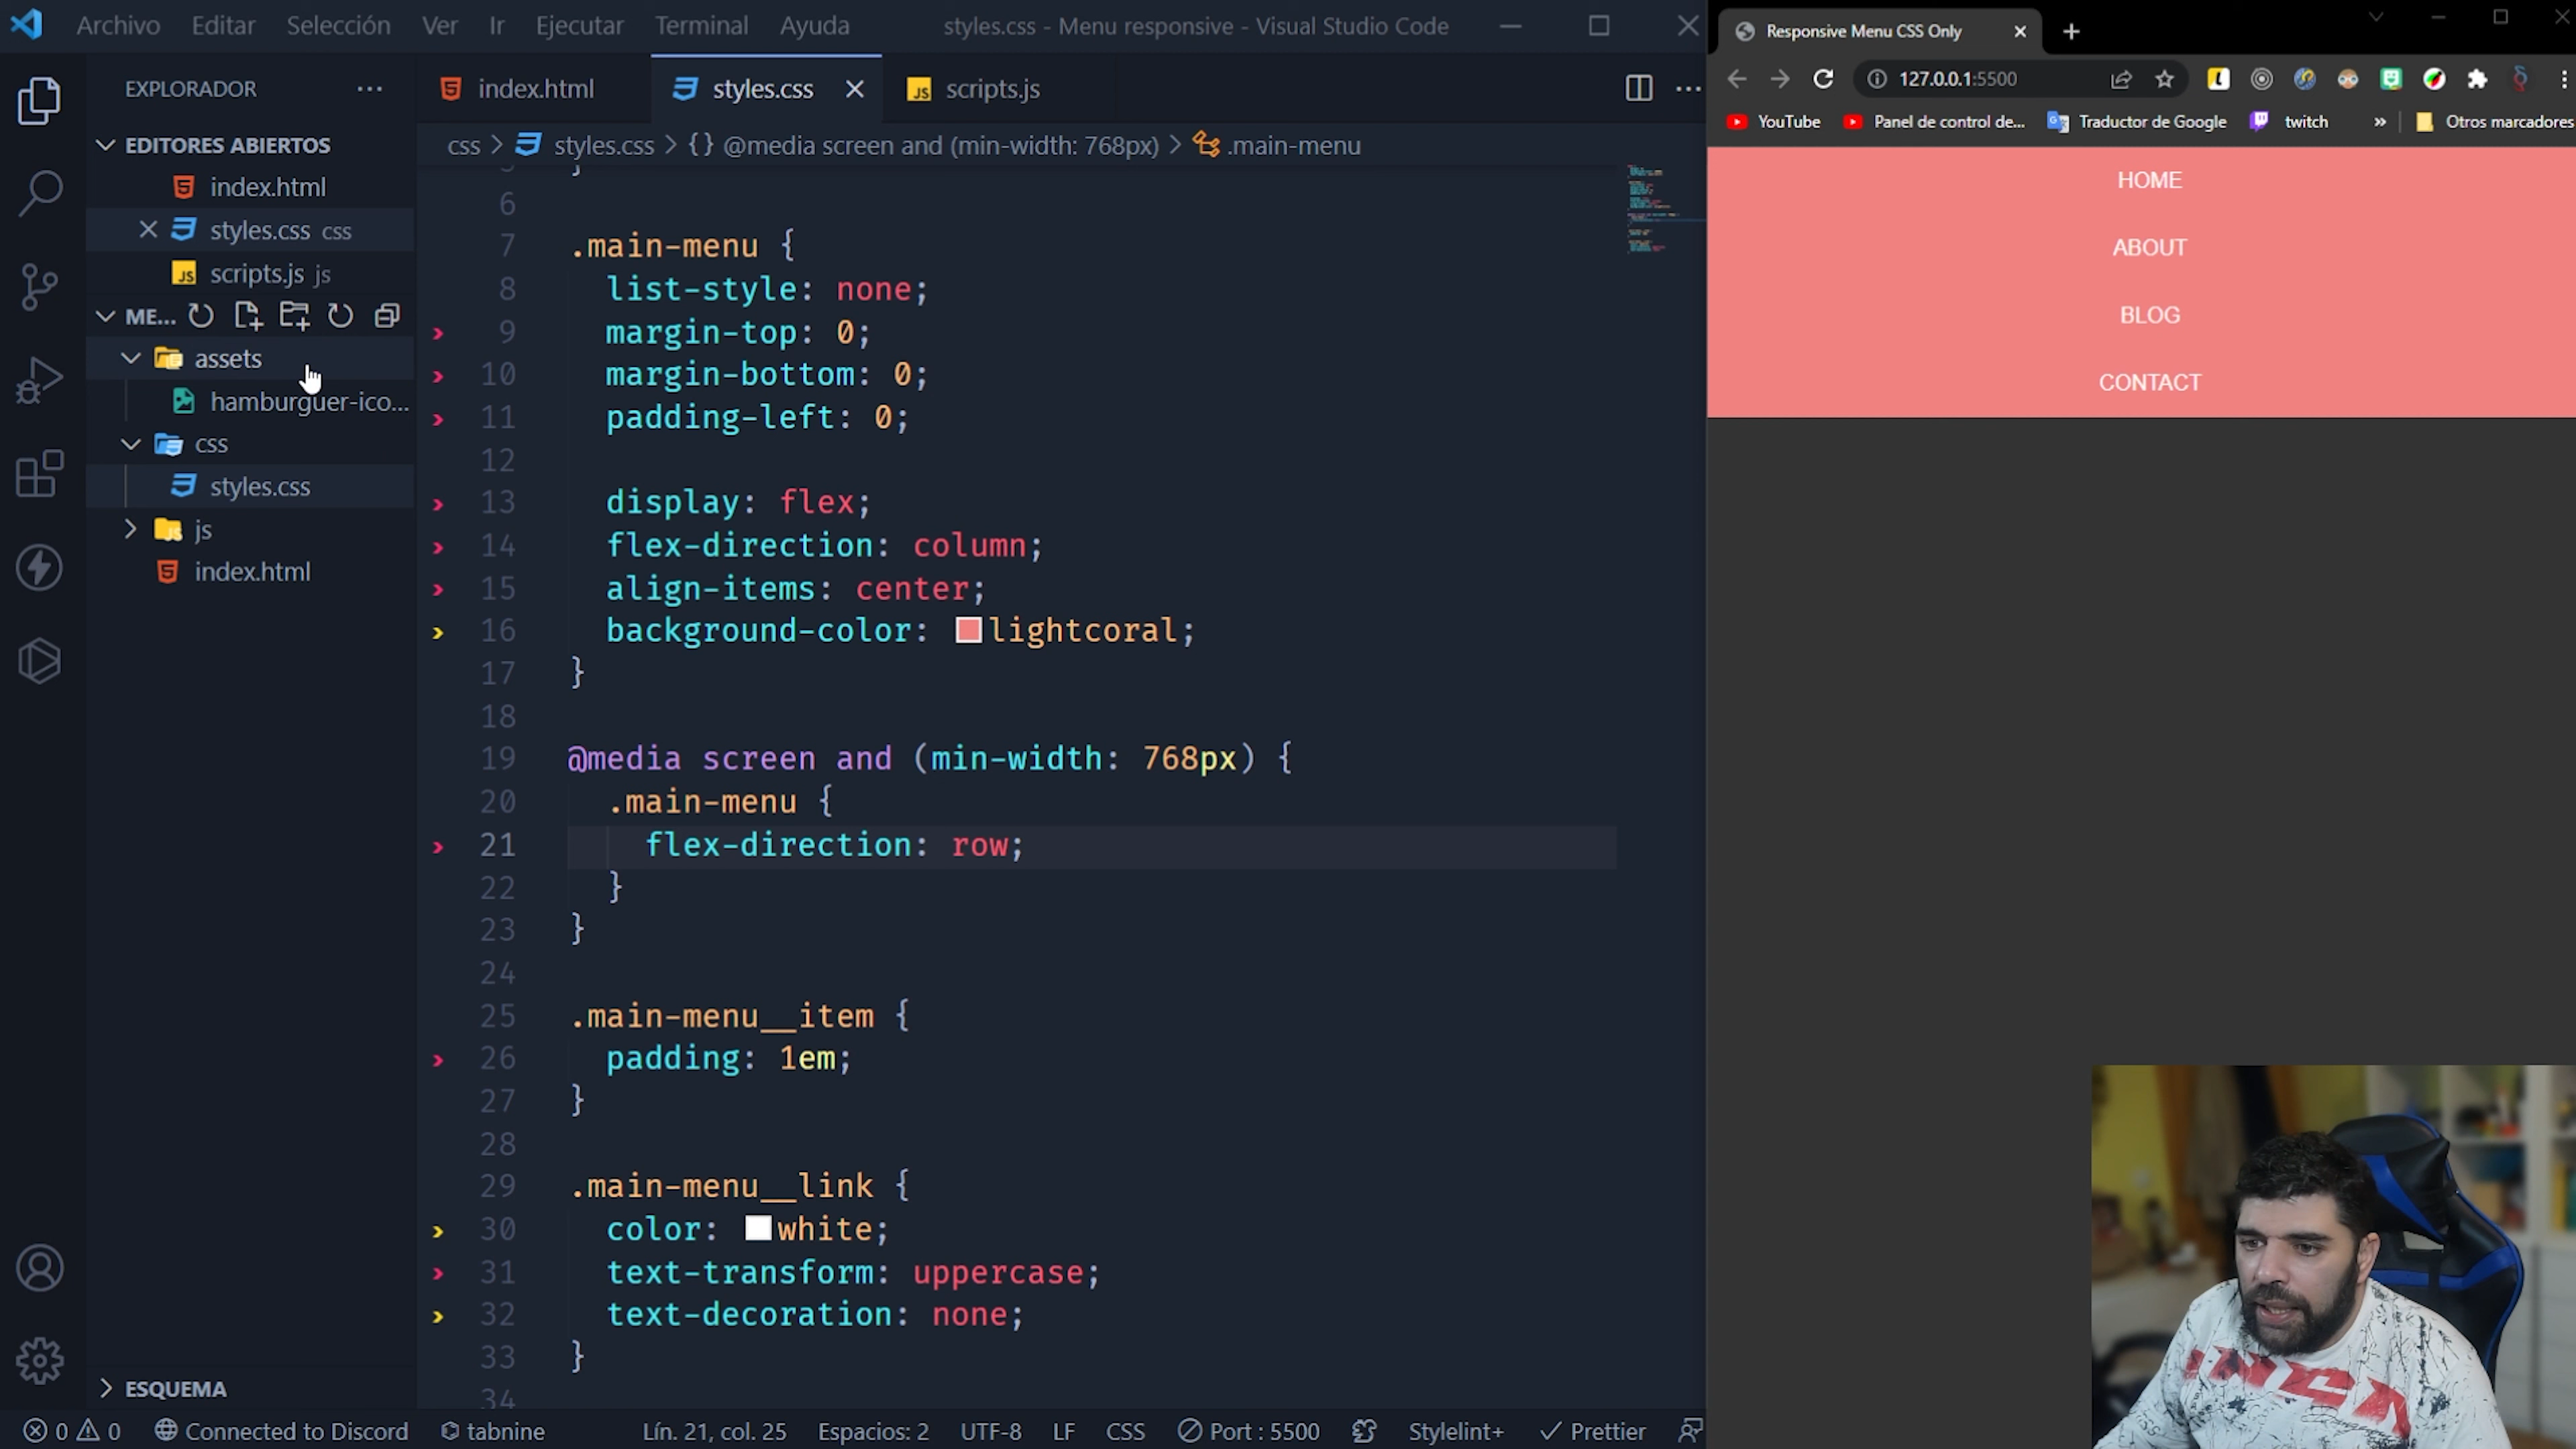 Archivo Editar Selección Ver Ir Ejecutar Terminal Ayuda styles.css - Menu responsive - Visual Studio Code
EXPLORADOR
EDITORES ABIERTOS
index.html
styles.css css
scripts.js js
ME...
assets
hamburguer-ico...
css
styles.css
js
index.html
ESQUEMA
index.html styles.css JS scripts.js
css > styles.css > {} @media screen and (min-width: 768px) > .main-menu
6
7 .main-menu {
8 list-style: none;
9 margin-top: 0;
10 margin-bottom: 0;
11 padding-left: 0;
12
13 display: flex;
14 flex-direction: column;
15 align-items: center;
16 background-color: lightcoral;
17 }
18
19 @media screen and (min-width: 768px) {
20 .main-menu {
21 flex-direction: row;
22 }
23 }
24
25 .main-menu__item {
26 padding: 1em;
27 }
28
29 .main-menu__link {
30 color: white;
31 text-transform: uppercase;
32 text-decoration: none;
33 }
34
0 0 Connected to Discord tabnine Lín. 21, col. 25 Espacios: 2 UTF-8 LF CSS Port : 5500 Stylelint+ Prettier
Responsive Menu CSS Only
127.0.0.1:5500
YouTube Panel de control de... Traductor de Google twitch » Otros marcadores
HOME
ABOUT
BLOG
CONTACT